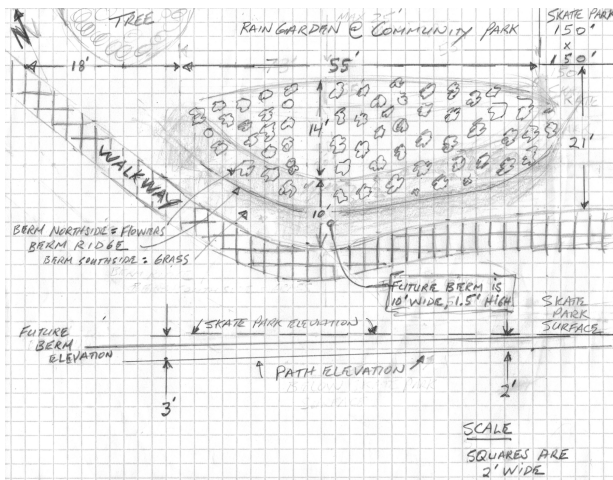 TREE
RAINGARDEN @ COMMUNITY PARK
SKATE PARK
150'
x
150'
N
18'
55'
14'
21'
WALKWAY
10'
BERM NORTHSIDE = FLOWERS
BERM RIDGE
BERM SOUTHSIDE = GRASS
FUTURE BERM IS
10' WIDE, 1.5' HIGH
FUTURE
BERM
ELEVATION
SKATE PARK ELEVATION
SKATE
PARK
SURFACE
PATH ELEVATION
3'
2'
SCALE
SQUARES ARE
2' WIDE